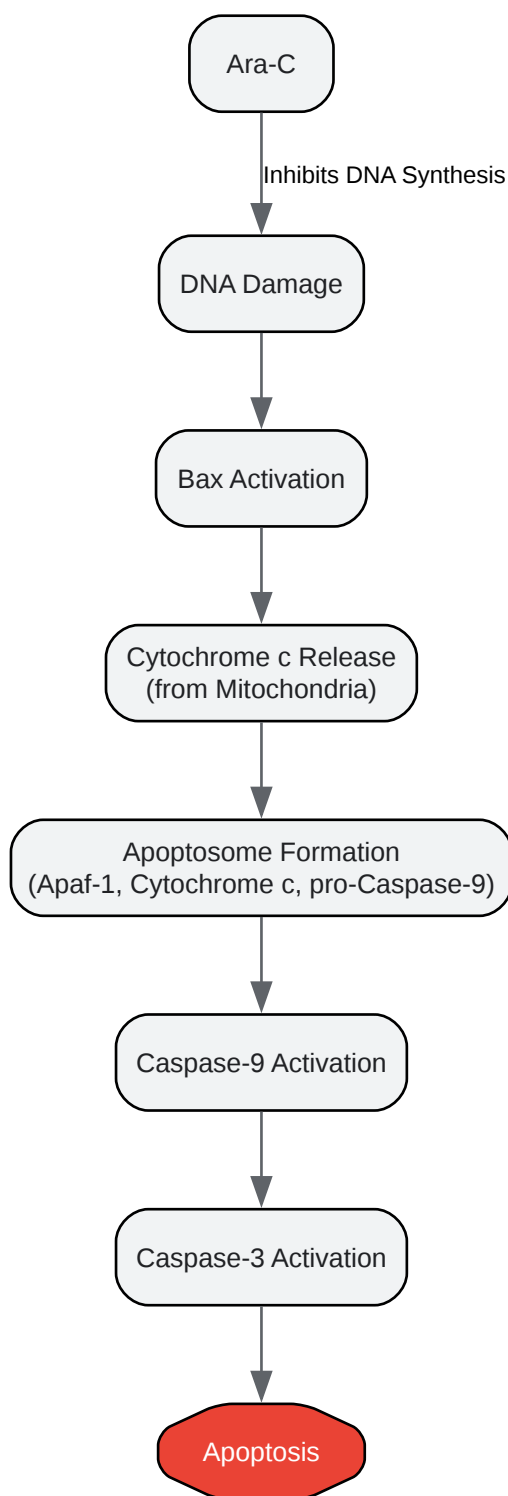 Ara-C
Inhibits DNA Synthesis
DNA Damage
Bax Activation
Cytochrome c Release
(from Mitochondria)
Apoptosome Formation
(Apaf-1, Cytochrome c, pro-Caspase-9)
Caspase-9 Activation
Caspase-3 Activation
Apoptosis